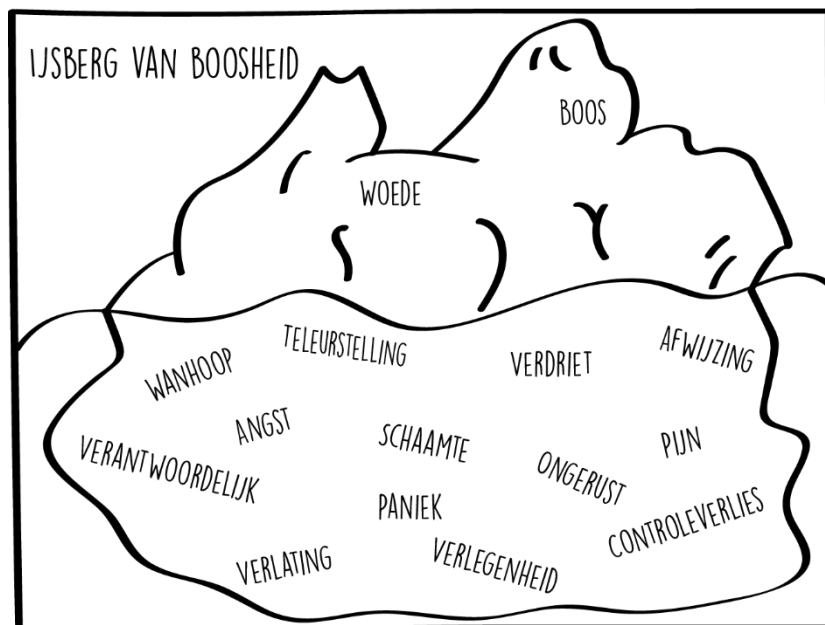 IJSBERG VAN BOOSHEID
BOOS
WOEDE
WANHOOP
TELEURSTELLING
VERDRIET
AFWIJZING
ANGST
SCHAAMTE
PIJN
VERANTWOORDELIJK
ONGERUST
PANIEK
CONTROLEVERLIES
VERLATING
VERLEGENHEID